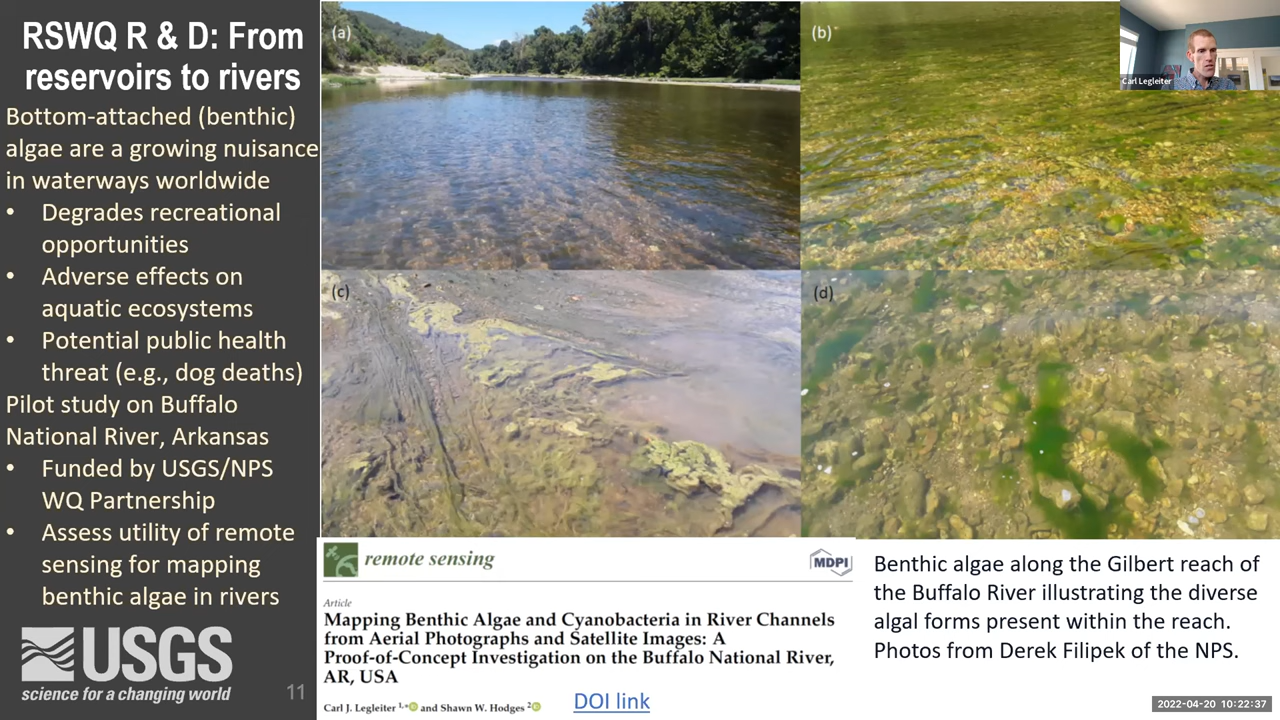 RSWQ R & D: From
reservoirs to rivers
Bottom-attached (benthic)
algae are a growing nuisance
in waterways worldwide
• Degrades recreational
opportunities
• Adverse effects on
aquatic ecosystems
• Potential public health
threat (e.g., dog deaths)
Pilot study on Buffalo
National River, Arkansas
• Funded by USGS/NPS
WQ Partnership
• Assess utility of remote
sensing for mapping
benthic algae in rivers
USGS
science for a changing world
11
(a)
(b)
Carl Legleiter
(c)
(d)
remote sensing
MDPI
Article
Mapping Benthic Algae and Cyanobacteria in River Channels
from Aerial Photographs and Satellite Images: A
Proof-of-Concept Investigation on the Buffalo National River,
AR, USA
Carl J. Legleiter 1,* and Shawn W. Hodges 2
DOI link
Benthic algae along the Gilbert reach of
the Buffalo River illustrating the diverse
algal forms present within the reach.
Photos from Derek Filipek of the NPS.
2022-04-20 10:22:37